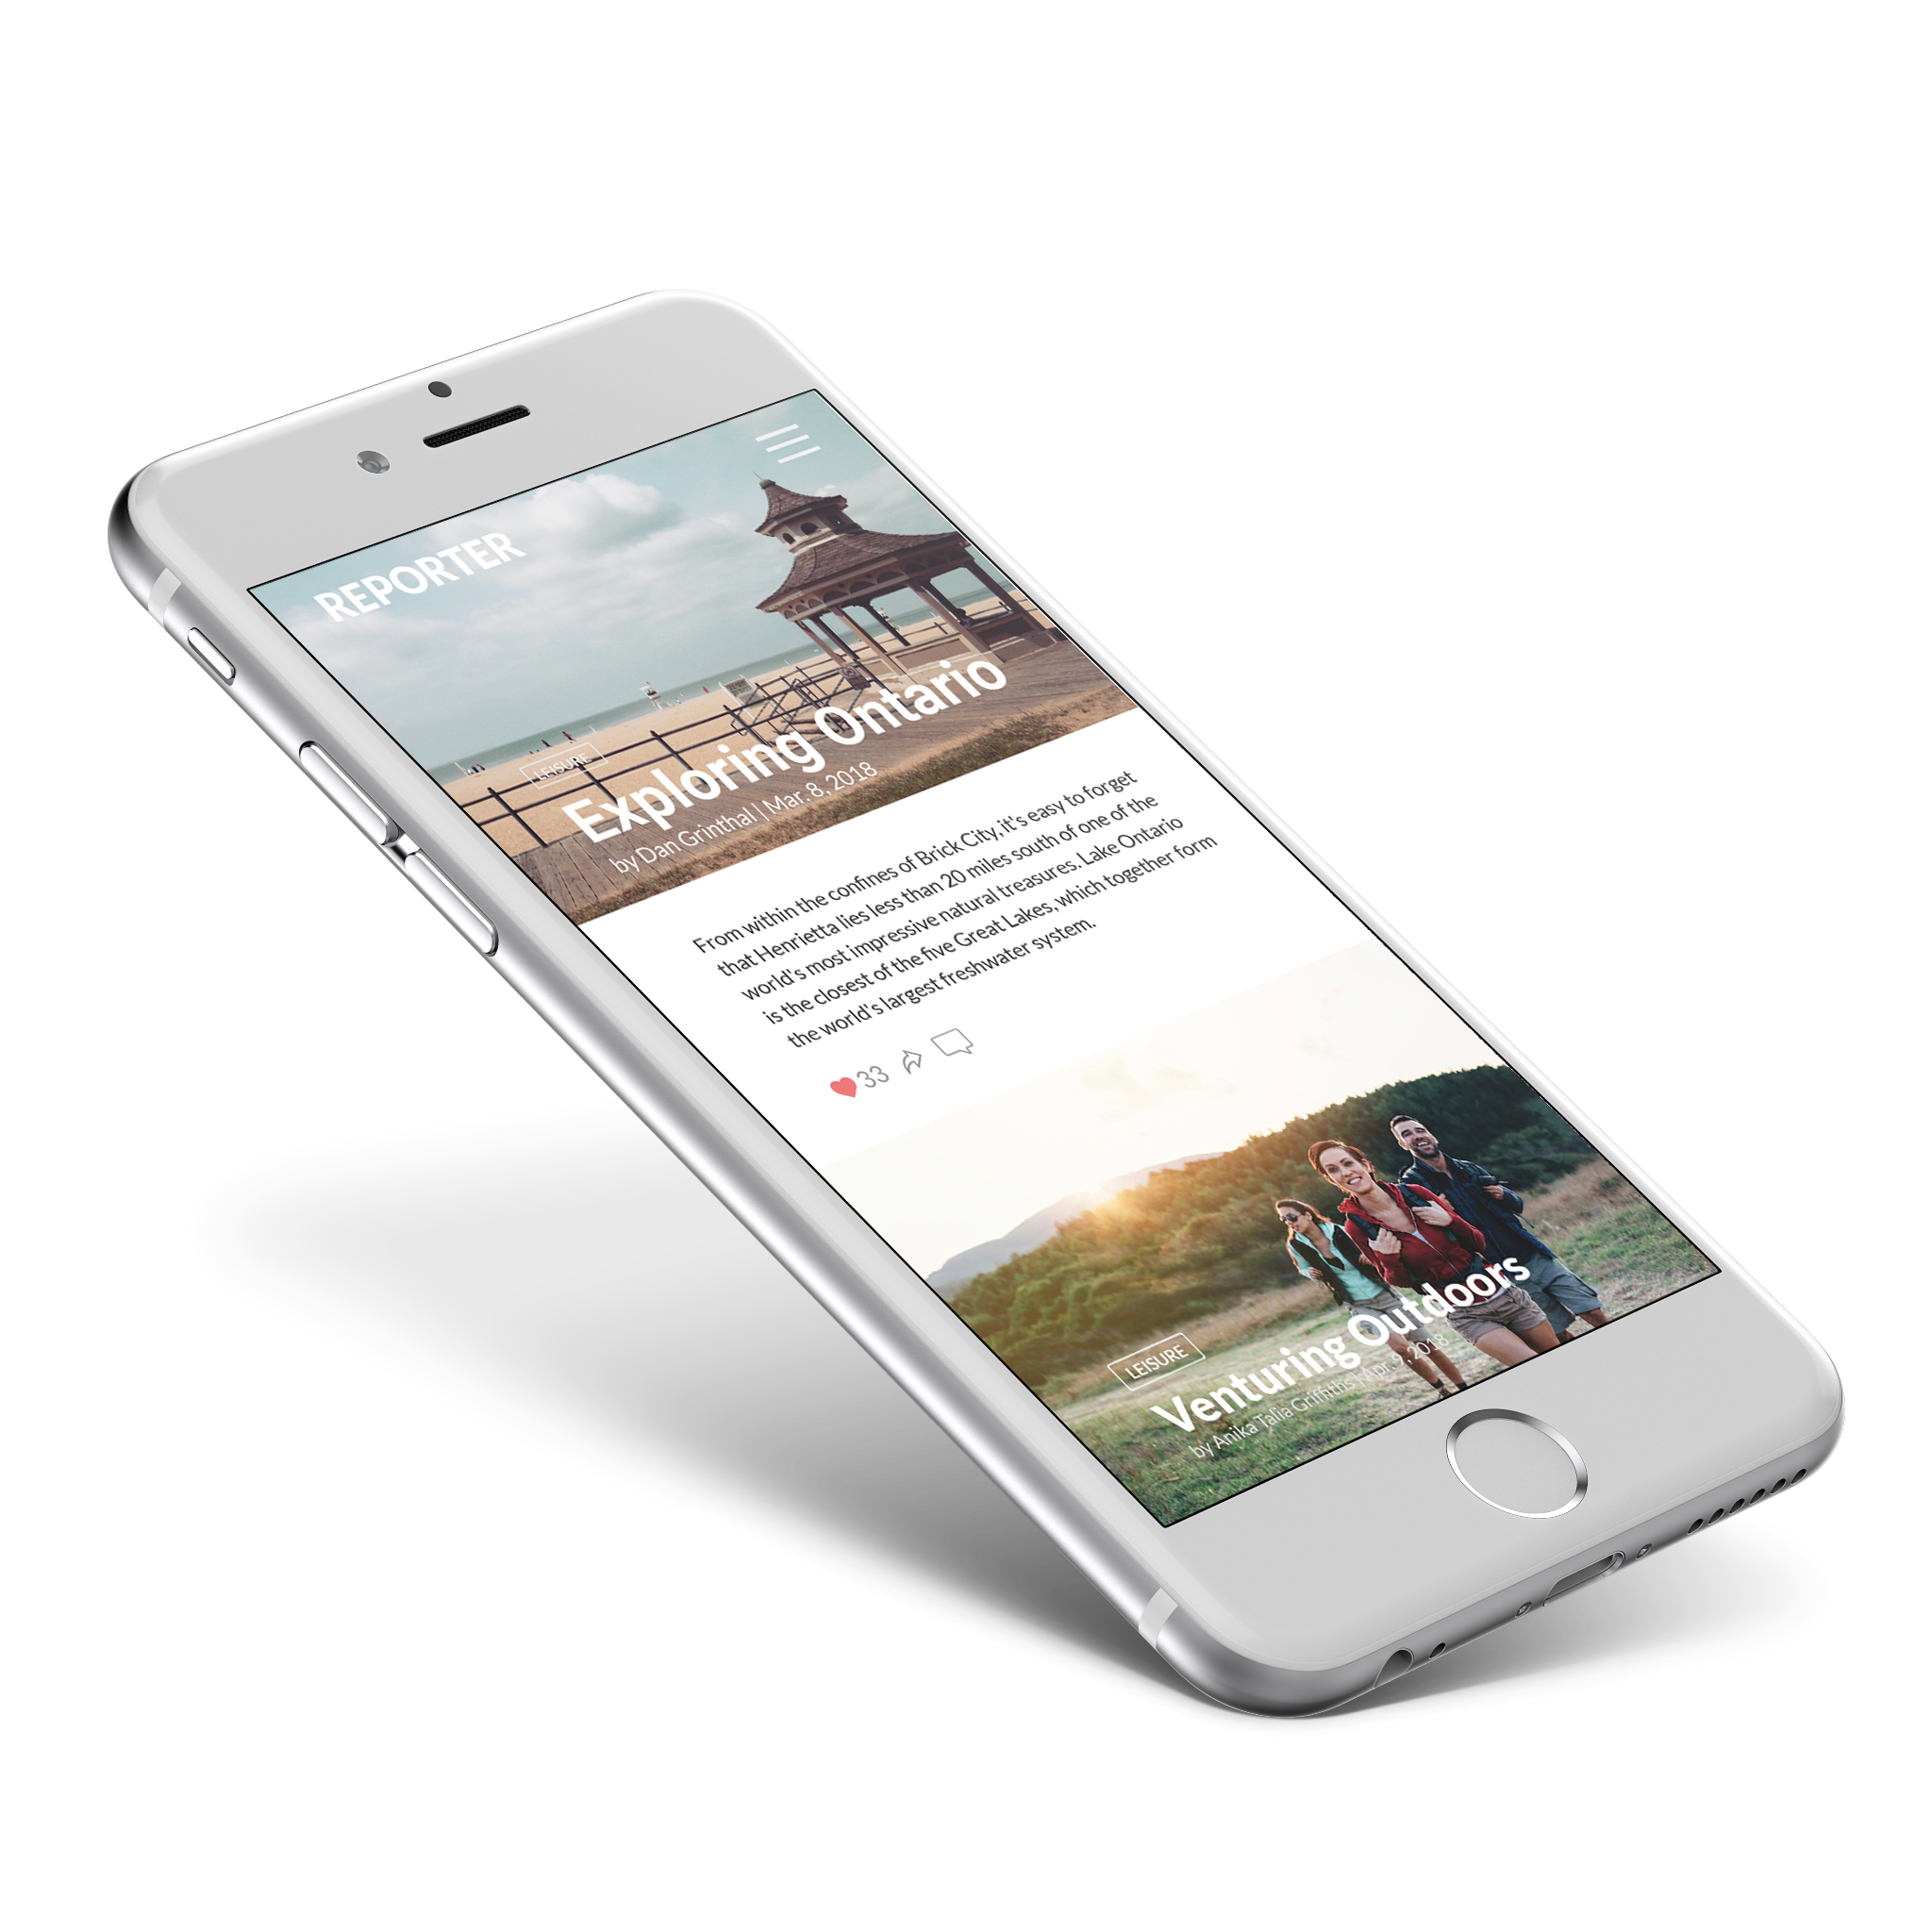 REPORTER
LEISURE
Exploring Ontario
by Dan Grinthal | Mar. 8, 2018
From within the confines of Brick City, it's easy to forget
that Henrietta lies less than 20 miles south of one of the
world's most impressive natural treasures. Lake Ontario
is the closest of the five Great Lakes, which together form
the world's largest freshwater system.
33
LEISURE
Venturing Outdoors
by Anika Talia Griffiths | Apr. 9, 2018